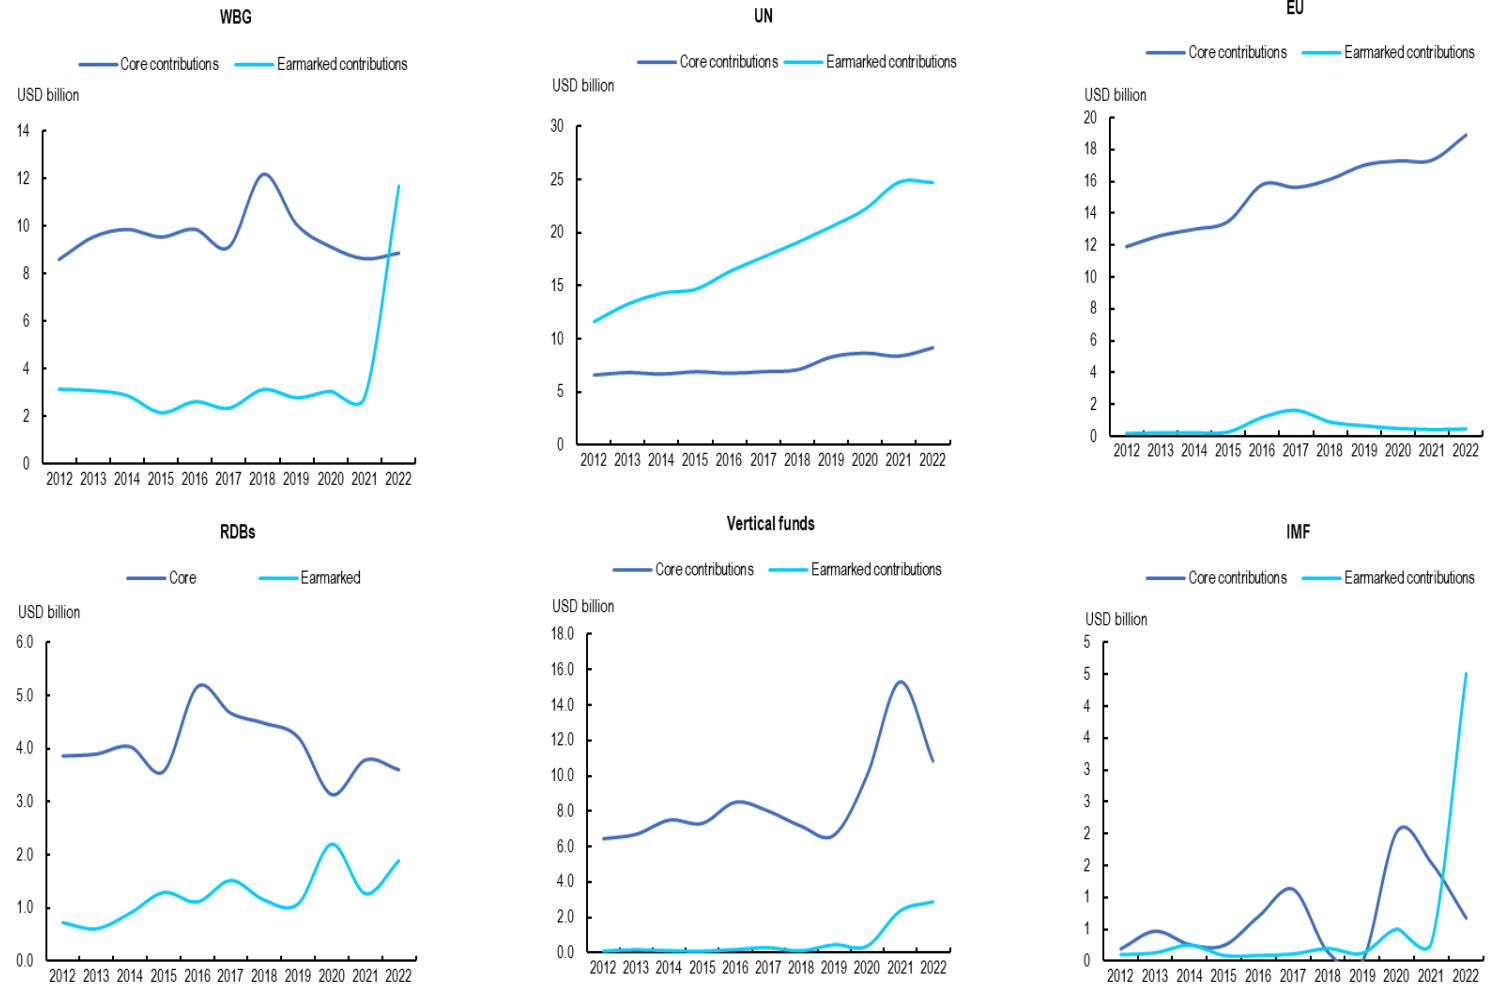 WBG
Core contributions Earmarked contributions
USD billion
14
12
10
8
6
4
2
0
2012 2013 2014 2015 2016 2017 2018 2019 2020 2021 2022
UN
Core contributions Earmarked contributions
USD billion
30
25
20
15
10
5
0
2012 2013 2014 2015 2016 2017 2018 2019 2020 2021 2022
EU
Core contributions Earmarked contributions
USD billion
20
18
16
14
12
10
8
6
4
2
0
2012 2013 2014 2015 2016 2017 2018 2019 2020 2021 2022
RDBs
Core Earmarked
USD billion
6.0
5.0
4.0
3.0
2.0
1.0
0.0
2012 2013 2014 2015 2016 2017 2018 2019 2020 2021 2022
Vertical funds
Core contributions Earmarked contributions
USD billion
18.0
16.0
14.0
12.0
10.0
8.0
6.0
4.0
2.0
0.0
2012 2013 2014 2015 2016 2017 2018 2019 2020 2021 2022
IMF
Core contributions Earmarked contributions
USD billion
5
5
4
4
3
3
2
2
1
1
0
2012 2013 2014 2015 2016 2017 2018 2019 2020 2021 2022